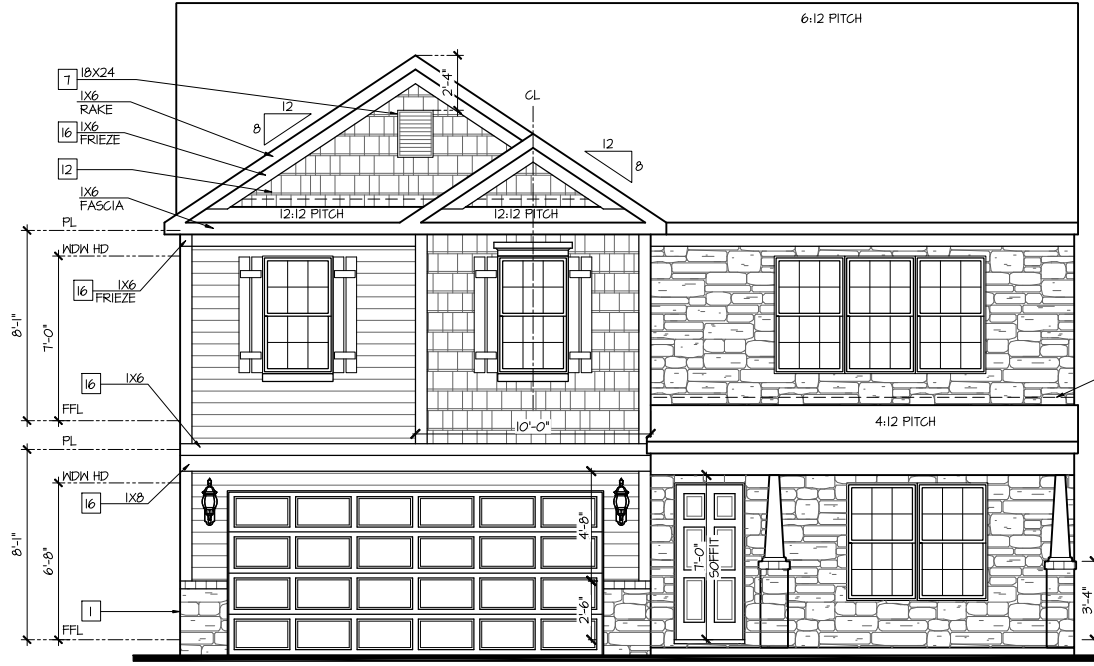 6:12 PITCH
7 18X24
1X6
RAKE
16 1X6
FRIEZE
12
1X6
FASCIA
12
8
2'-4"
CL
12
8
12:12 PITCH
12:12 PITCH
PL
WDW HD
16 1X6
FRIEZE
8'-1"
7'-0"
16 1X6
FFL
10'-0"
4:12 PITCH
PL
WDW HD
16 1X8
8'-1"
6'-8"
4'-8"
7'-0"
SOFFIT
1
2'-6"
3'-4"
FFL